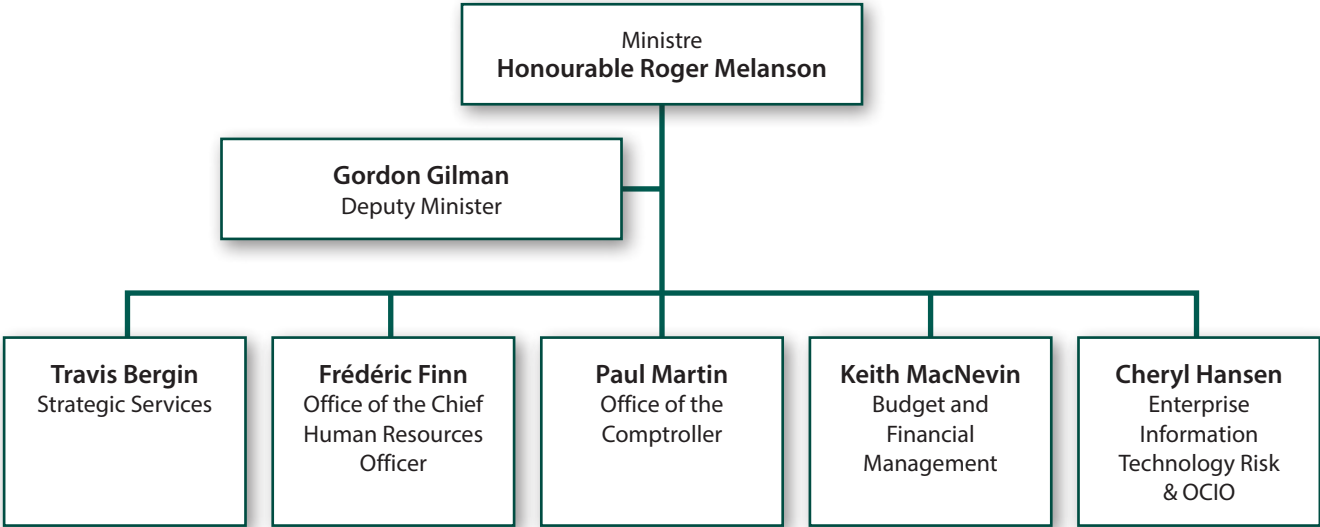 Ministre
Honourable Roger Melanson
Gordon Gilman
Deputy Minister
Travis Bergin
Strategic Services
Frédéric Finn
Office of the Chief
Human Resources
Officer
Paul Martin
Office of the
Comptroller
Keith MacNevin
Budget and
Financial
Management
Cheryl Hansen
Enterprise
Information
Technology Risk
& OCIO